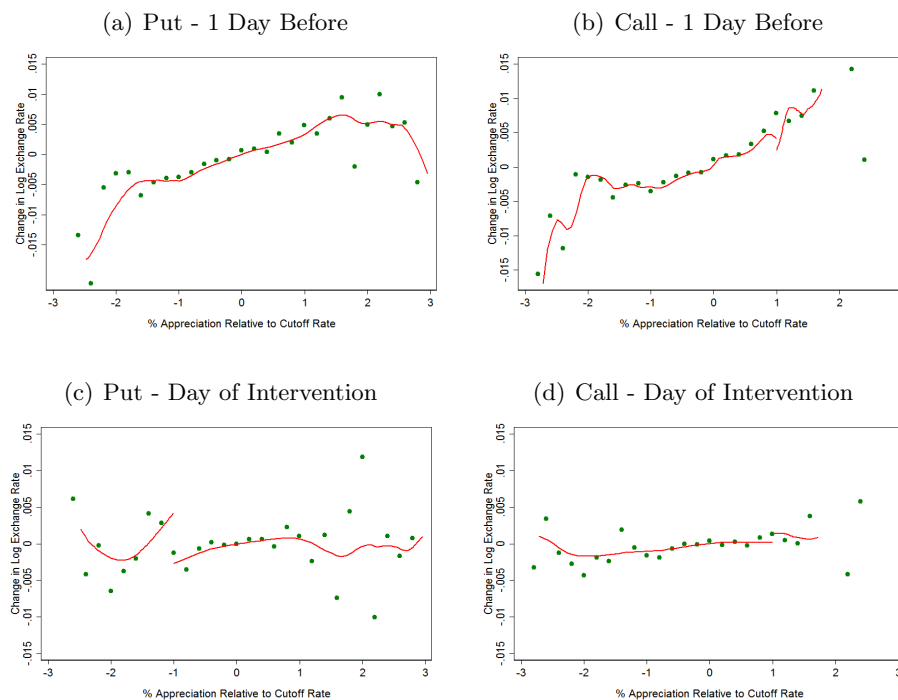 (a) Put - 1 Day Before
Change in Log Exchange Rate
.015
.01
.005
0
-.005
-.01
-.015
-3 -2 -1 0 1 2 3
% Appreciation Relative to Cutoff Rate
(b) Call - 1 Day Before
Change in Log Exchange Rate
.015
.01
.005
0
-.005
-.01
-.015
-3 -2 -1 0 1 2 3
% Appreciation Relative to Cutoff Rate
(c) Put - Day of Intervention
Change in Log Exchange Rate
.015
.01
.005
0
-.005
-.01
-.015
-3 -2 -1 0 1 2 3
% Appreciation Relative to Cutoff Rate
(d) Call - Day of Intervention
Change in Log Exchange Rate
.015
.01
.005
0
-.005
-.01
-.015
-3 -2 -1 0 1 2 3
% Appreciation Relative to Cutoff Rate